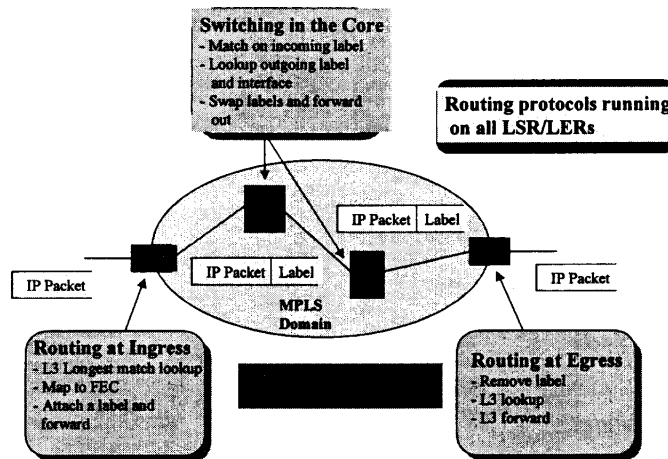 Switching in the Core
- Match on incoming label
- Lookup outgoing label
and interface
- Swap labels and forward
out
Routing protocols running
on all LSR/LERs
IP Packet Label
IP Packet
IP Packet Label
IP Packet
MPLS
Domain
Routing at Ingress
- L3 Longest match lookup
- Map to FEC
- Attach a label and
forward
Routing at Egress
- Remove label
- L3 lookup
- L3 forward